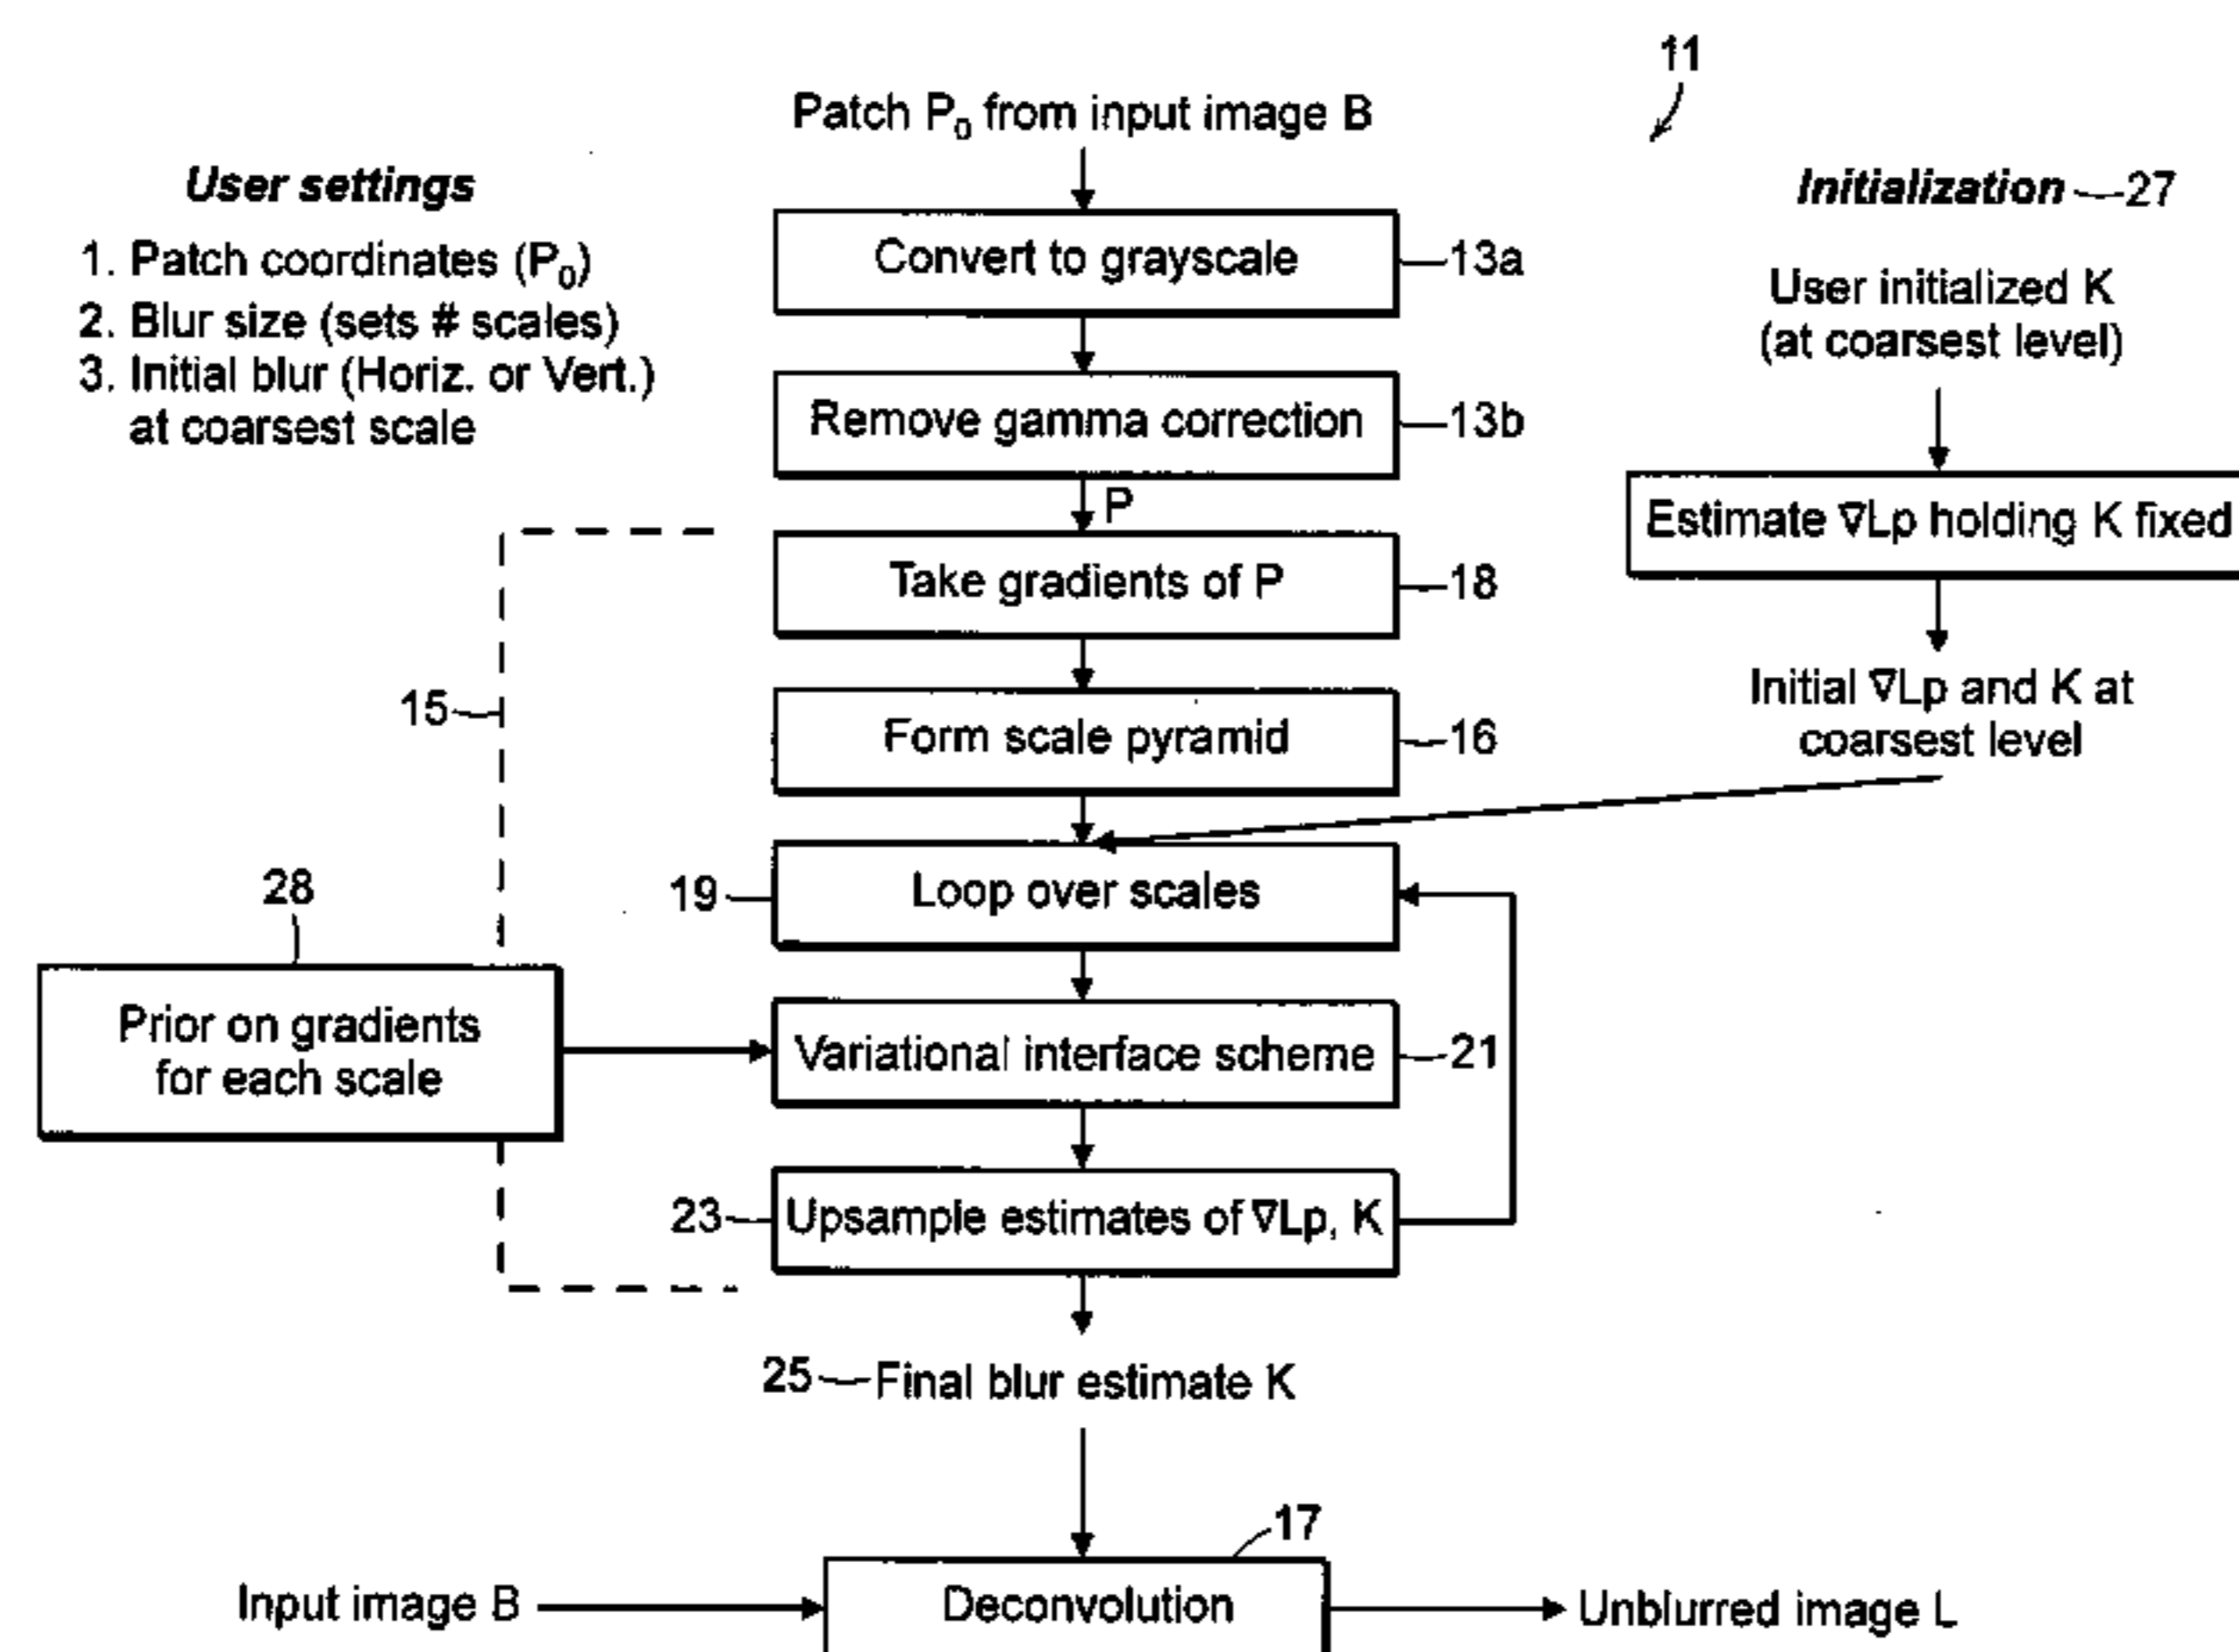 11
Patch P₀ from input image B
User settings
1. Patch coordinates (P₀)
2. Blur size (sets # scales)
3. Initial blur (Horiz. or Vert.)
at coarsest scale
Convert to grayscale
13a
Remove gamma correction
13b
P
Initialization
27
User initialized K
(at coarsest level)
Estimate ∇Lp holding K fixed
Initial ∇Lp and K at
coarsest level
15
Take gradients of P
18
Form scale pyramid
16
19
Loop over scales
28
Prior on gradients
for each scale
Variational interface scheme
21
23
Upsample estimates of ∇Lp, K
25
Final blur estimate K
17
Input image B
Deconvolution
Unblurred image L